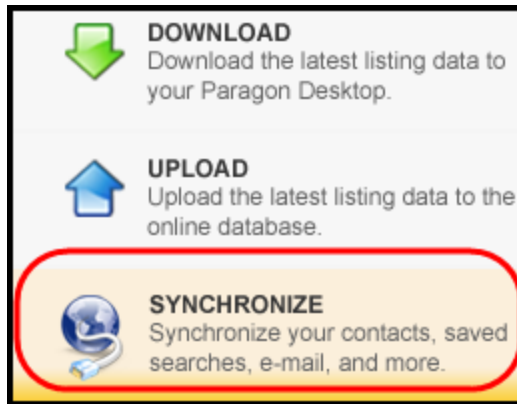 DOWNLOAD
Download the latest listing data to
your Paragon Desktop.
UPLOAD
Upload the latest listing data to the
online database.
SYNCHRONIZE
Synchronize your contacts, saved
searches, e-mail, and more.